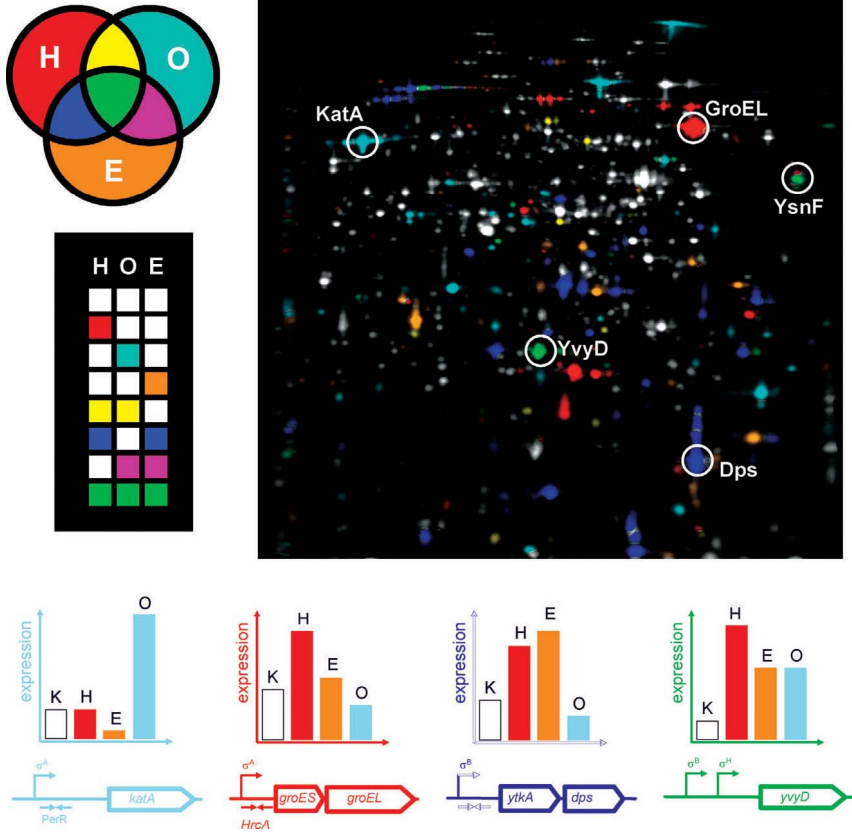 H
O
E
KatA
GroEL
YsnF
YvyD
Dps
H O E
expression
K
H
E
O
σA
PerR
katA
expression
K
H
E
O
σA
HrcA
groES
groEL
expression
K
H
E
O
σB
ytkA
dps
expression
K
H
E
O
σB
σH
yvyD